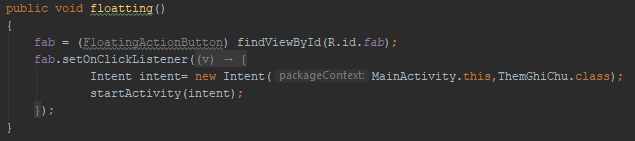 public void floatting()
{
fab = (FloatingActionButton) findViewById(R.id.fab);
fab.setOnClickListener((v) → {
Intent intent= new Intent( packageContext: MainActivity.this,ThemGhiChu.class);
startActivity(intent);
});
}